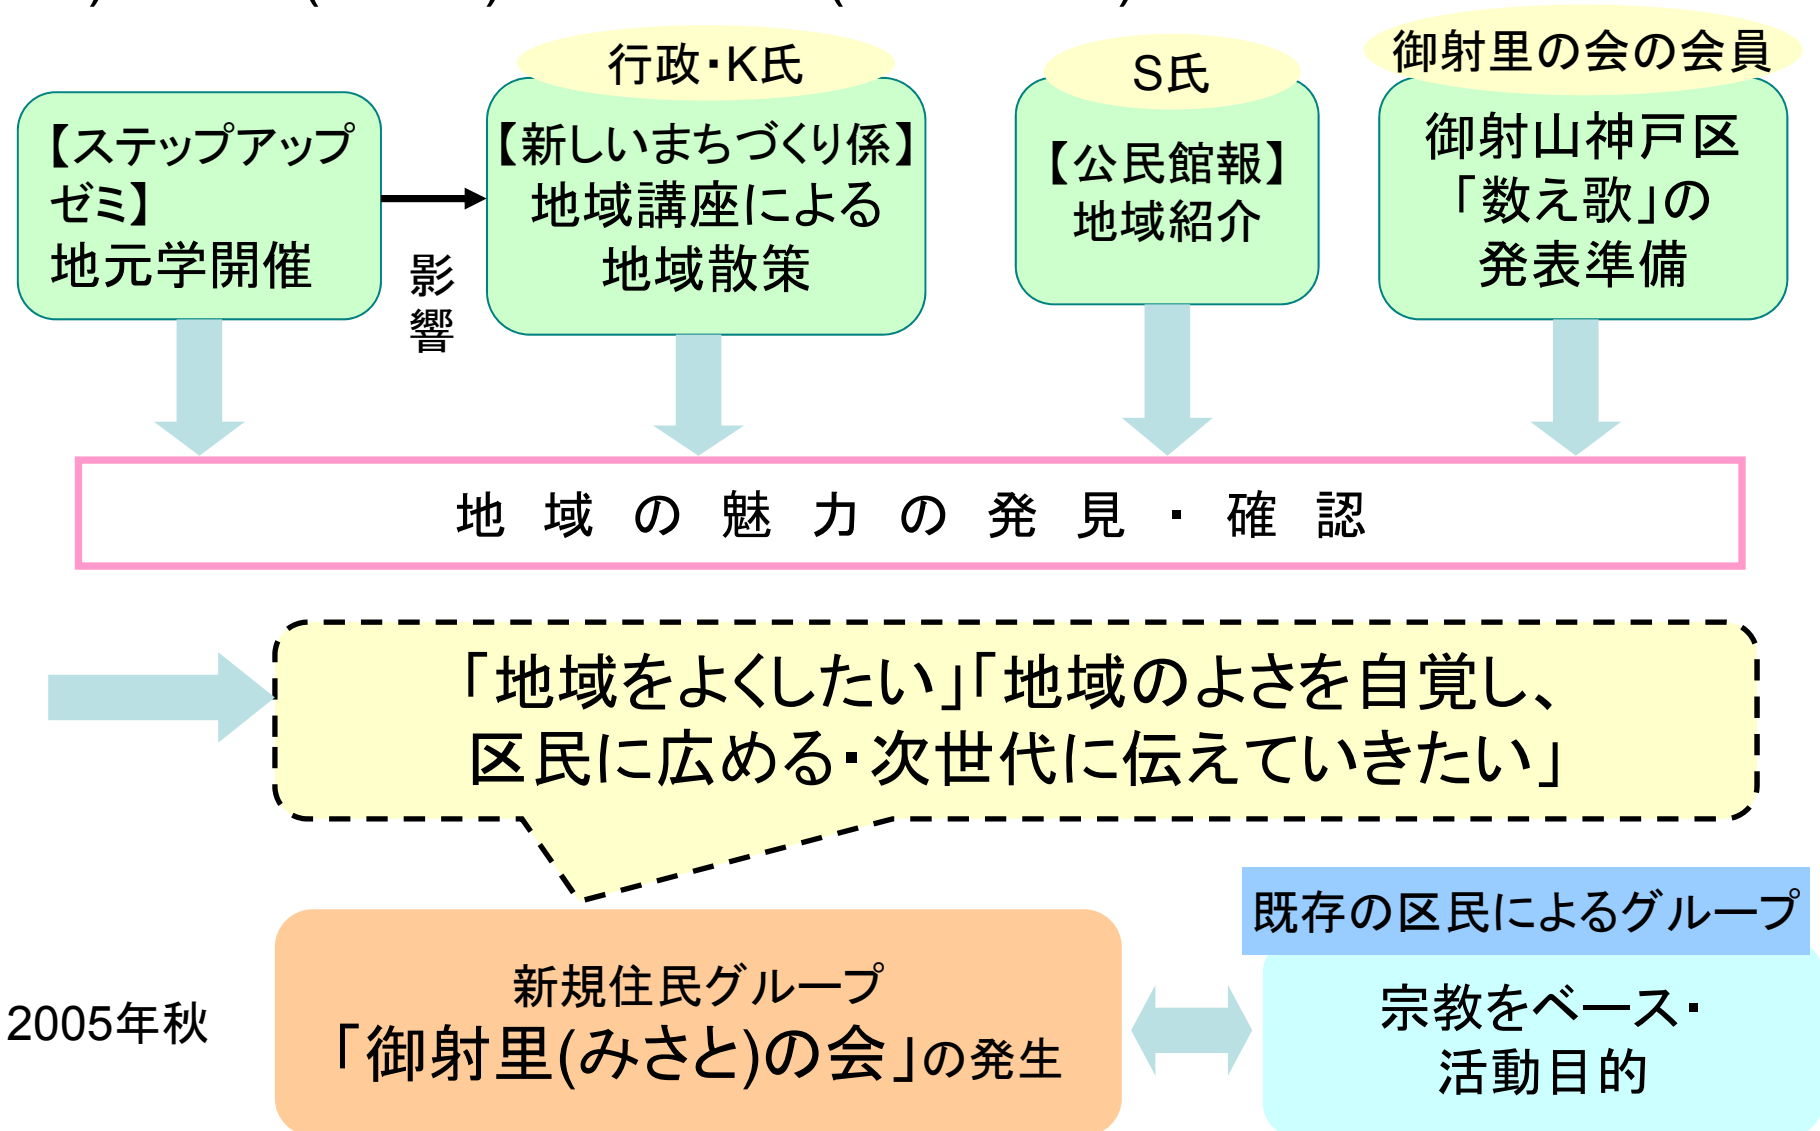 行政・K氏
S氏
御射里の会の会員
【ステップアップ
ゼミ】
地元学開催
影
響
【新しいまちづくり係】
地域講座による
地域散策
【公民館報】
地域紹介
御射山神戸区
「数え歌」の
発表準備
地域の魅力の発見・確認
「地域をよくしたい」「地域のよさを自覚し、
区民に広める・次世代に伝えていきたい」
2005年秋
新規住民グループ
「御射里(みさと)の会」の発生
既存の区民によるグループ
宗教をベース・
活動目的